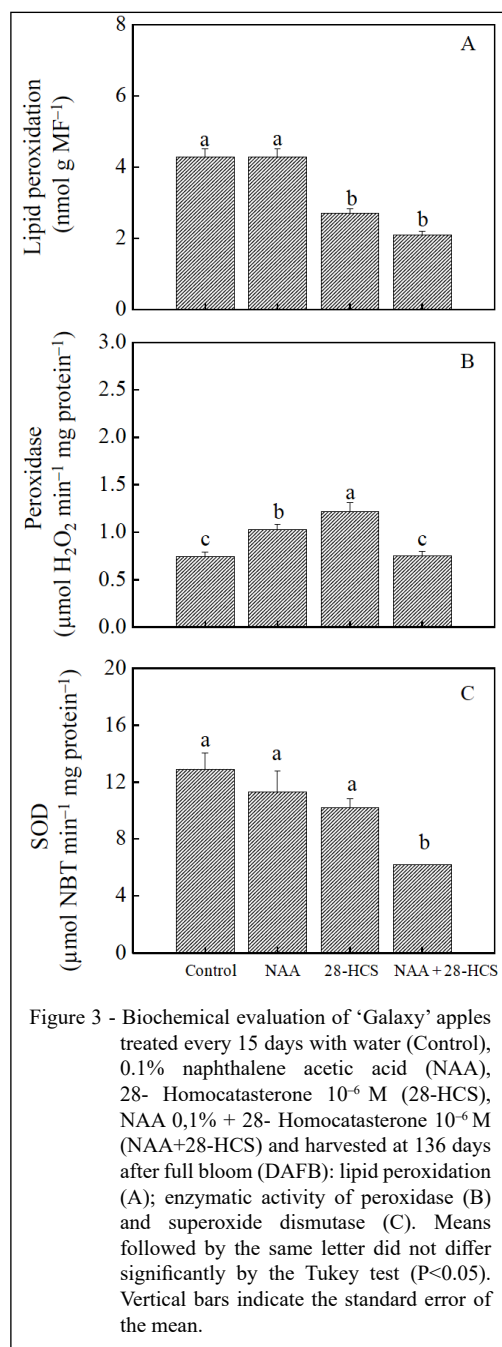 8
A
Lipid peroxidation
(nmol g MF⁻¹)
6
a
a
4
b
b
2
0
3.0
B
2.5
Peroxidase
(μmol H₂O₂ min⁻¹ mg protein⁻¹)
2.0
1.5
a
b
1.0
c
c
0.5
0.0
20
C
16
SOD
(μmol NBT min⁻¹ mg protein⁻¹)
a
a
a
12
8
b
4
0
Control NAA 28-HCS NAA + 28-HCS
Figure 3 - Biochemical evaluation of ‘Galaxy’ apples
treated every 15 days with water (Control),
0.1% naphthalene acetic acid (NAA),
28- Homocatasterone 10⁻⁶ M (28-HCS),
NAA 0,1% + 28- Homocatasterone 10⁻⁶ M
(NAA+28-HCS) and harvested at 136 days
after full bloom (DAFB): lipid peroxidation
(A); enzymatic activity of peroxidase (B)
and superoxide dismutase (C). Means
followed by the same letter did not differ
significantly by the Tukey test (P<0.05).
Vertical bars indicate the standard error of
the mean.